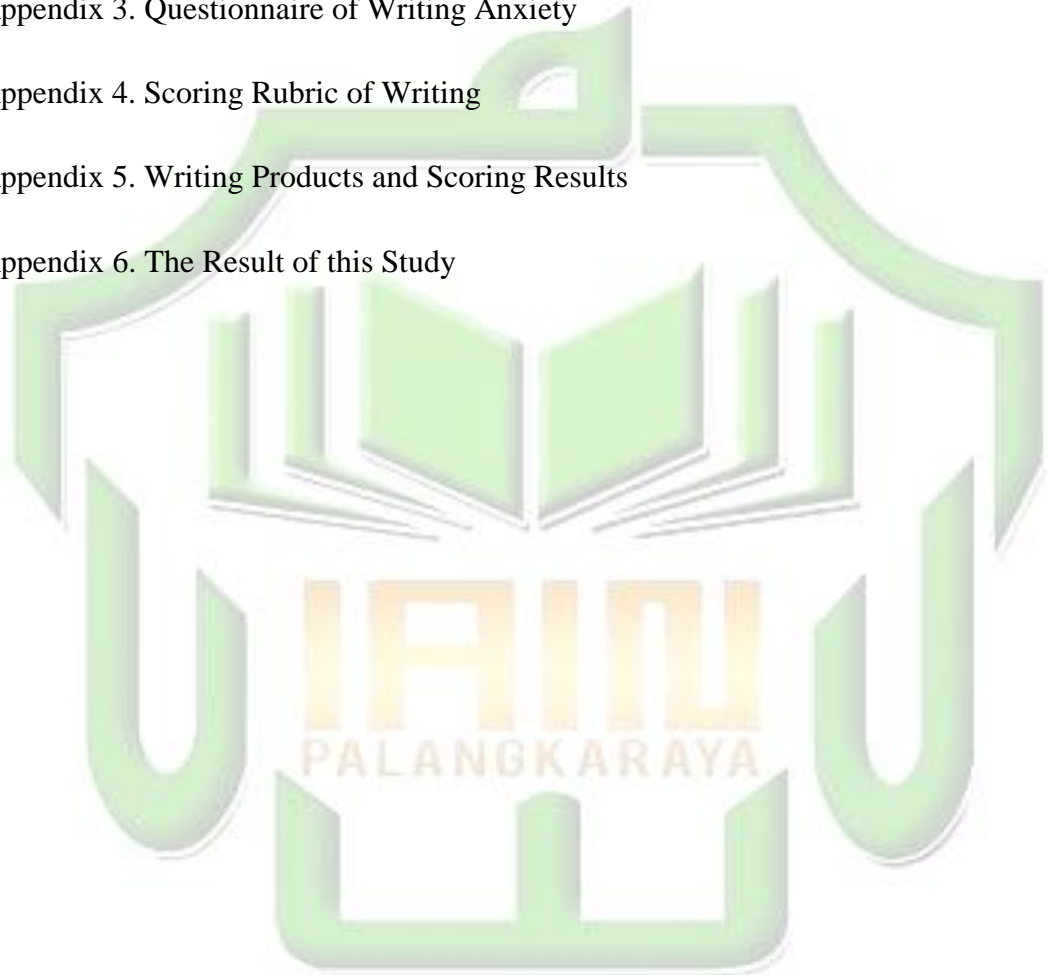 ppendix 3. Questionnaire of Writing Anxiety
ppendix 4. Scoring Rubric of Writing
ppendix 5. Writing Products and Scoring Results
ppendix 6. The Result of this Study
IAIN
PALANGKARAYA